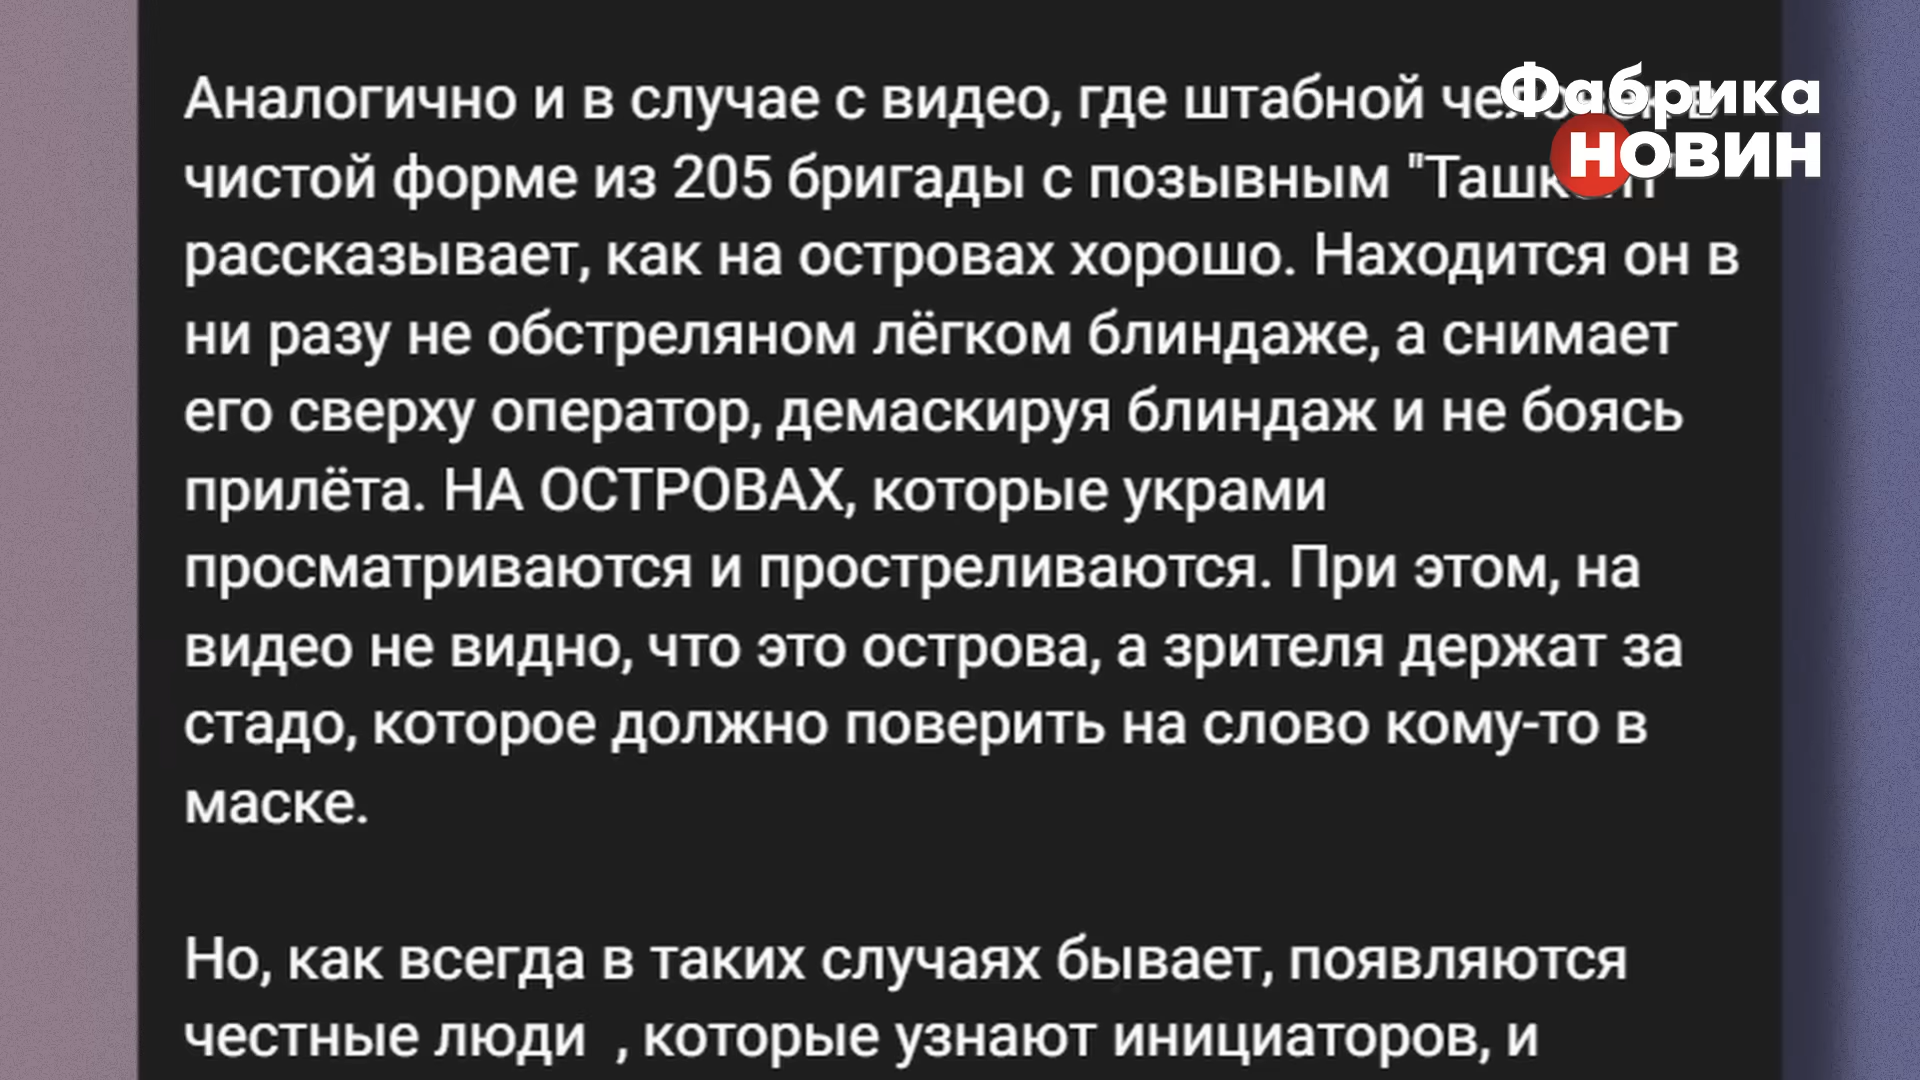 Аналогично и в случае с видео, где штабной
чистой форме из 205 бригады с позывным
рассказывает, как на островах хорошо. Находится он в
ни разу не обстреляном лёгком блиндаже, а снимает
его сверху оператор, демаскируя блиндаж и не боясь
прилёта. НА ОСТРОВАХ, которые украми
просматриваются и простреливаются. При этом, на
видео не видно, что это острова, а зрителя держат за
стадо, которое должно поверить на слово кому-то в
маске.
Но, как всегда в таких случаях бывает, появляются
честные люди , которые узнают инициаторов, и
Фабрика
новин